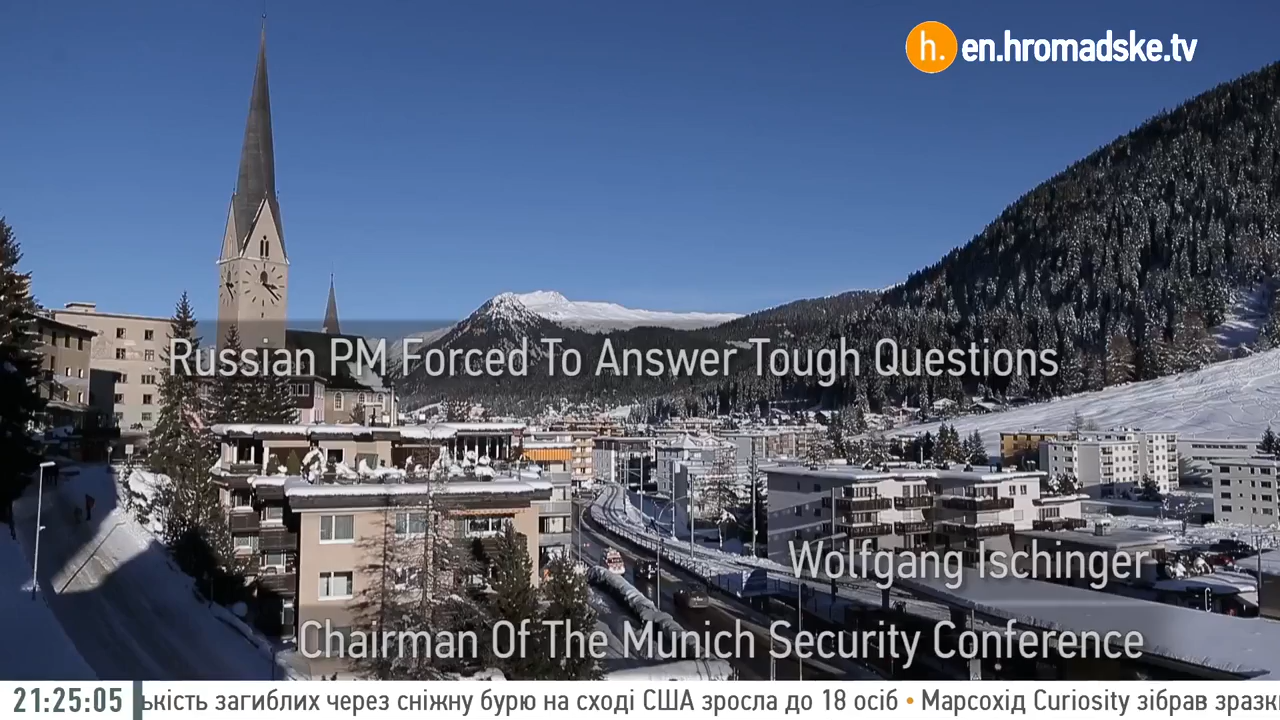 h. en.hromadske.tv
Russian PM Forced To Answer Tough Questions
Wolfgang Ischinger
Chairman Of The Munich Security Conference
21:25:05 ькість загиблих через сніжну бурю на сході США зросла до 18 осіб • Марсохід Curiosity зібрав зразк